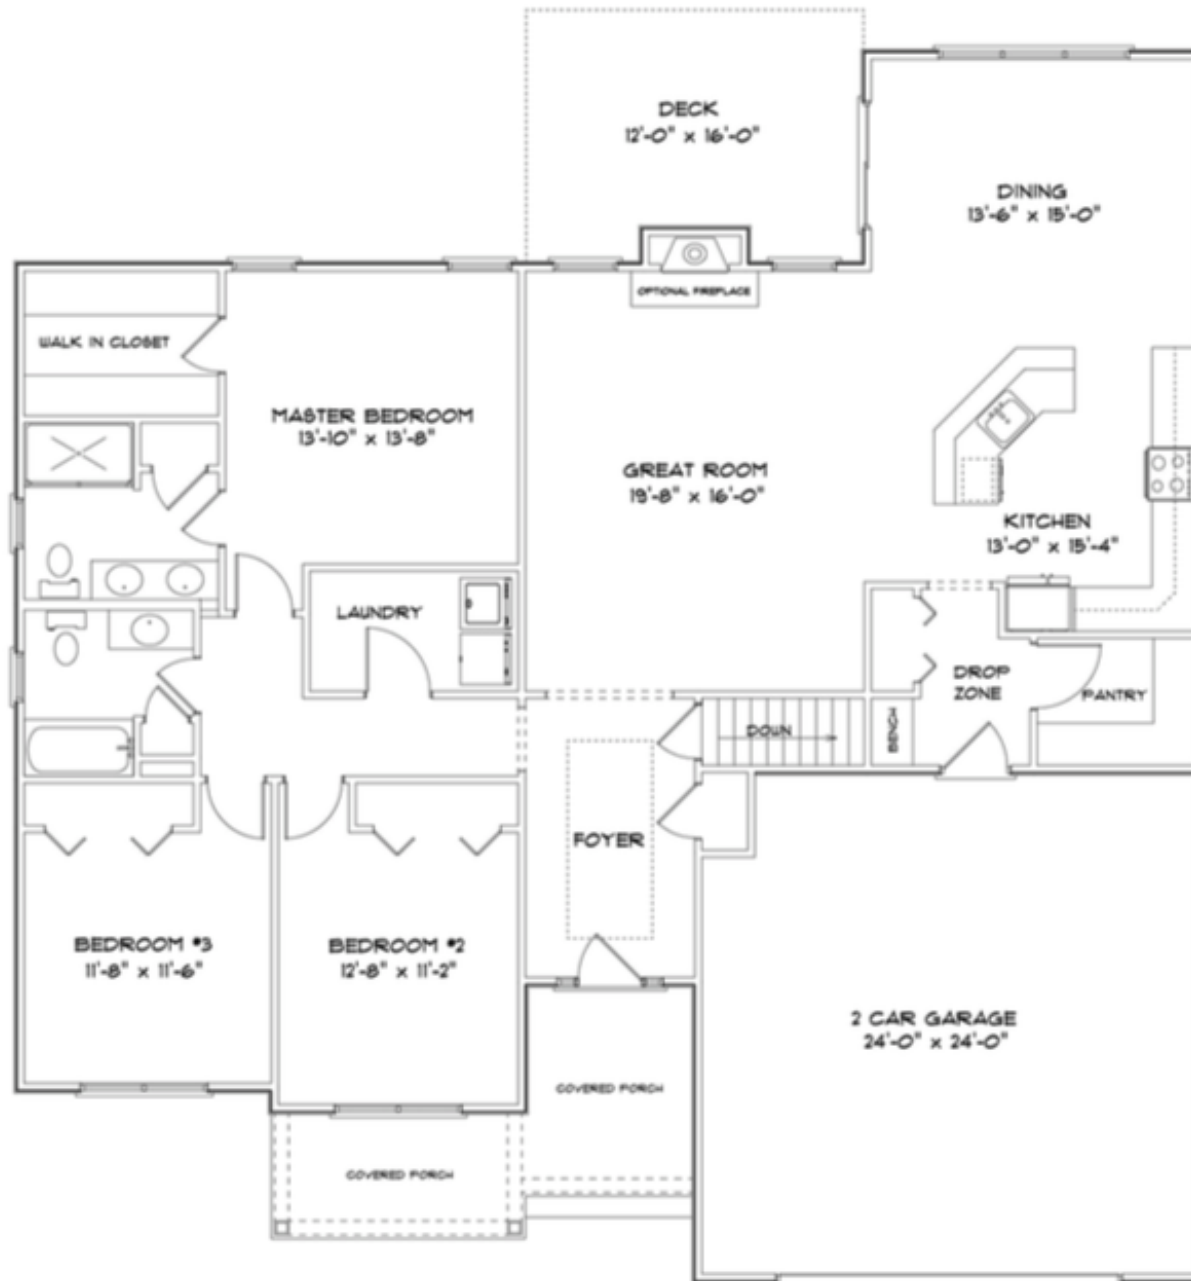 DECK
12'-0" x 16'-0"
DINING
13'-6" x 15'-0"
OPTIONAL FIREPLACE
WALK IN CLOSET
MASTER BEDROOM
13'-10" x 13'-8"
GREAT ROOM
19'-8" x 16'-0"
KITCHEN
13'-0" x 15'-4"
LAUNDRY
DROP
ZONE
PANTRY
DOWN
BENCH
FOYER
BEDROOM #3
11'-8" x 11'-6"
BEDROOM #2
12'-8" x 11'-2"
2 CAR GARAGE
24'-0" x 24'-0"
COVERED PORCH
COVERED PORCH